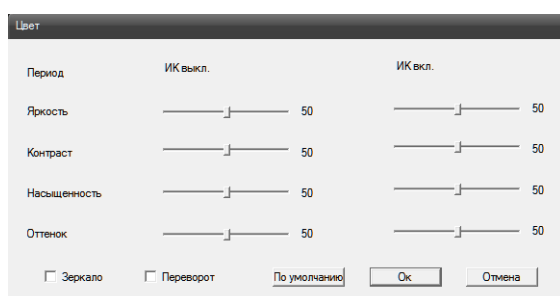 Цвет
Период ИК выкл. ИК вкл.
Яркость 50 50
Контраст 50 50
Насыщенность 50 50
Оттенок 50 50
Зеркало Переворот По умолчанию Ок Отмена